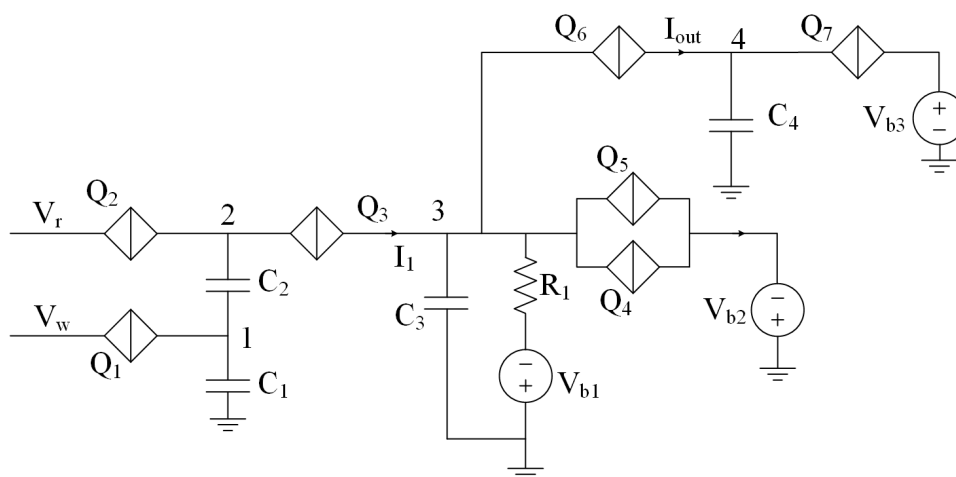 Q6 Iout 4 Q7
C4 Vb3
Q5
Q2 Q3 3
Vr 2
I1
R1 Q4
C2 C3 Vb2
Vw 1
Q1 Vb1
C1